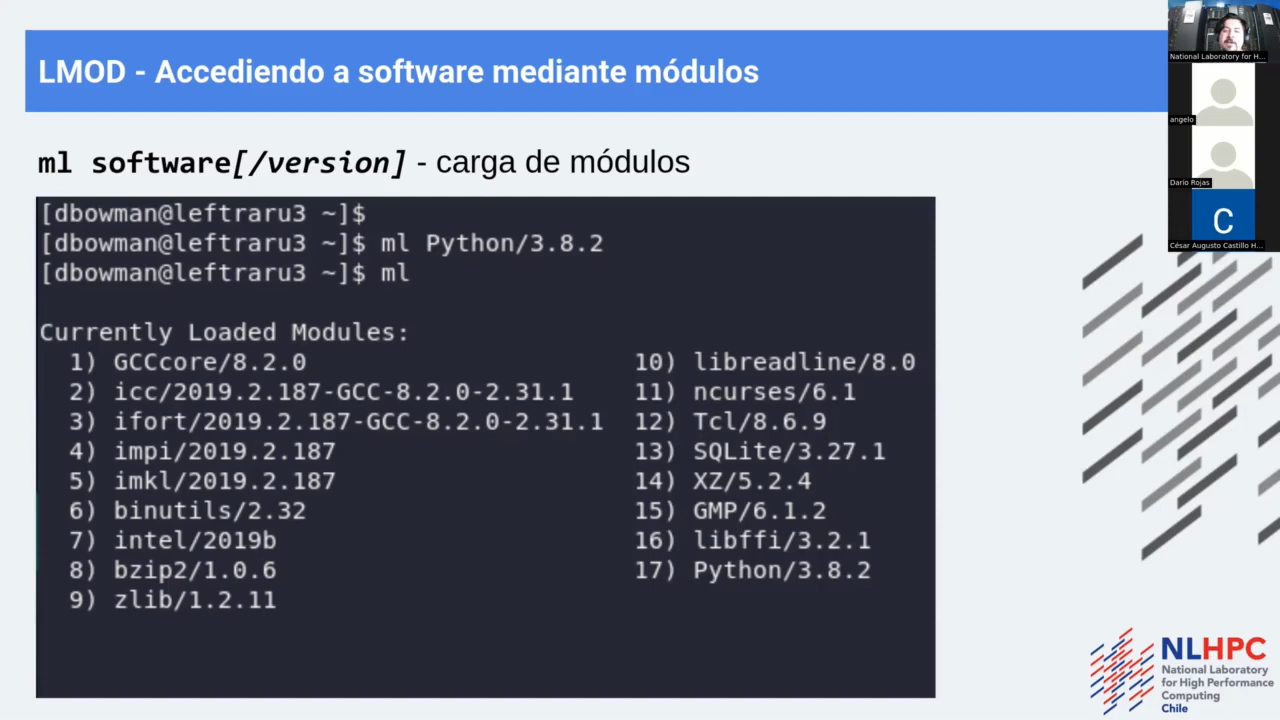 LMOD - Accediendo a software mediante módulos
ml software[/version] - carga de módulos
[dbowman@leftraru3 ~]$
[dbowman@leftraru3 ~]$ ml Python/3.8.2
[dbowman@leftraru3 ~]$ ml
Currently Loaded Modules:
1) GCCcore/8.2.0
2) icc/2019.2.187-GCC-8.2.0-2.31.1
3) ifort/2019.2.187-GCC-8.2.0-2.31.1
4) impi/2019.2.187
5) imkl/2019.2.187
6) binutils/2.32
7) intel/2019b
8) bzip2/1.0.6
9) zlib/1.2.11
10) libreadline/8.0
11) ncurses/6.1
12) Tcl/8.6.9
13) SQLite/3.27.1
14) XZ/5.2.4
15) GMP/6.1.2
16) libffi/3.2.1
17) Python/3.8.2
National Laboratory for H...
angelo
Darío Rojas
C
César Augusto Castillo H...
NLHPC
National Laboratory
for High Performance
Computing
Chile